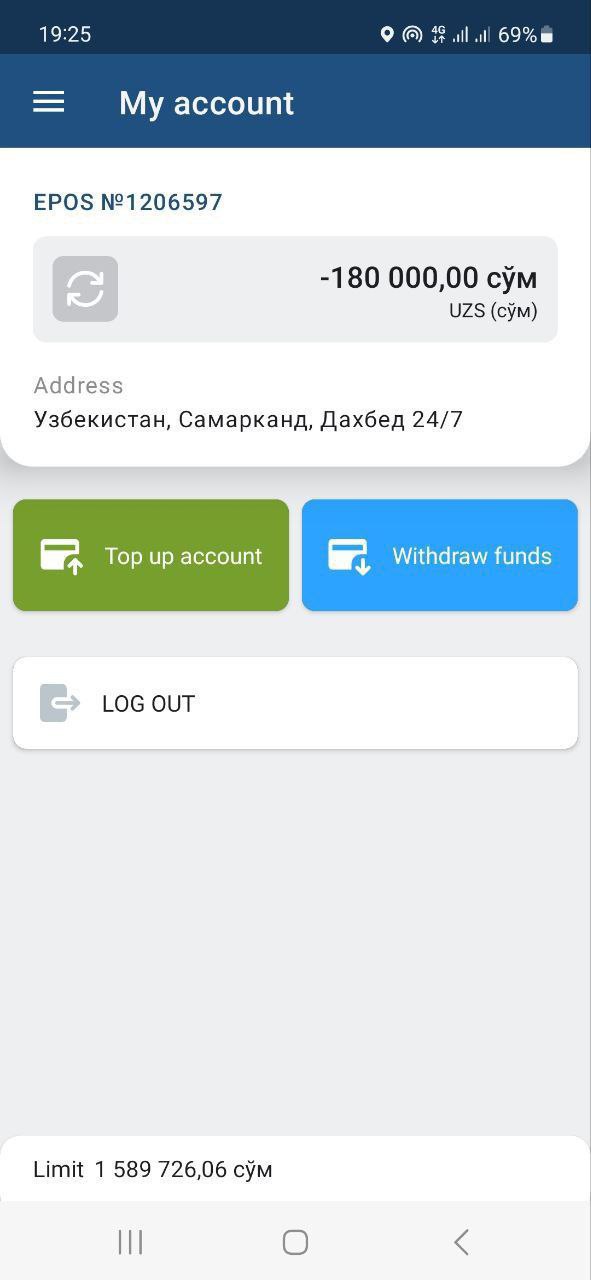 19:25
4G
69%
My account
EPOS №1206597
-180 000,00 сўм
UZS (сўм)
Address
Узбекистан, Самарканд, Дахбед 24/7
Top up account
Withdraw funds
LOG OUT
Limit 1 589 726,06 сўм